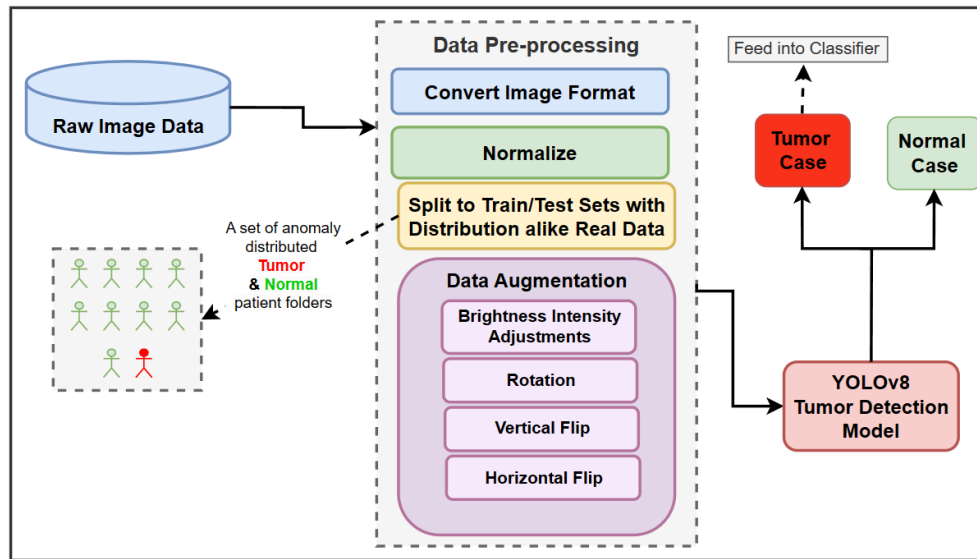 Raw Image Data
A set of anomaly
distributed
Tumor
& Normal
patient folders
Data Pre-processing
Convert Image Format
Normalize
Split to Train/Test Sets with
Distribution alike Real Data
Data Augmentation
Brightness Intensity
Adjustments
Rotation
Vertical Flip
Horizontal Flip
Feed into Classifier
Tumor
Case
Normal
Case
YOLOv8
Tumor Detection
Model